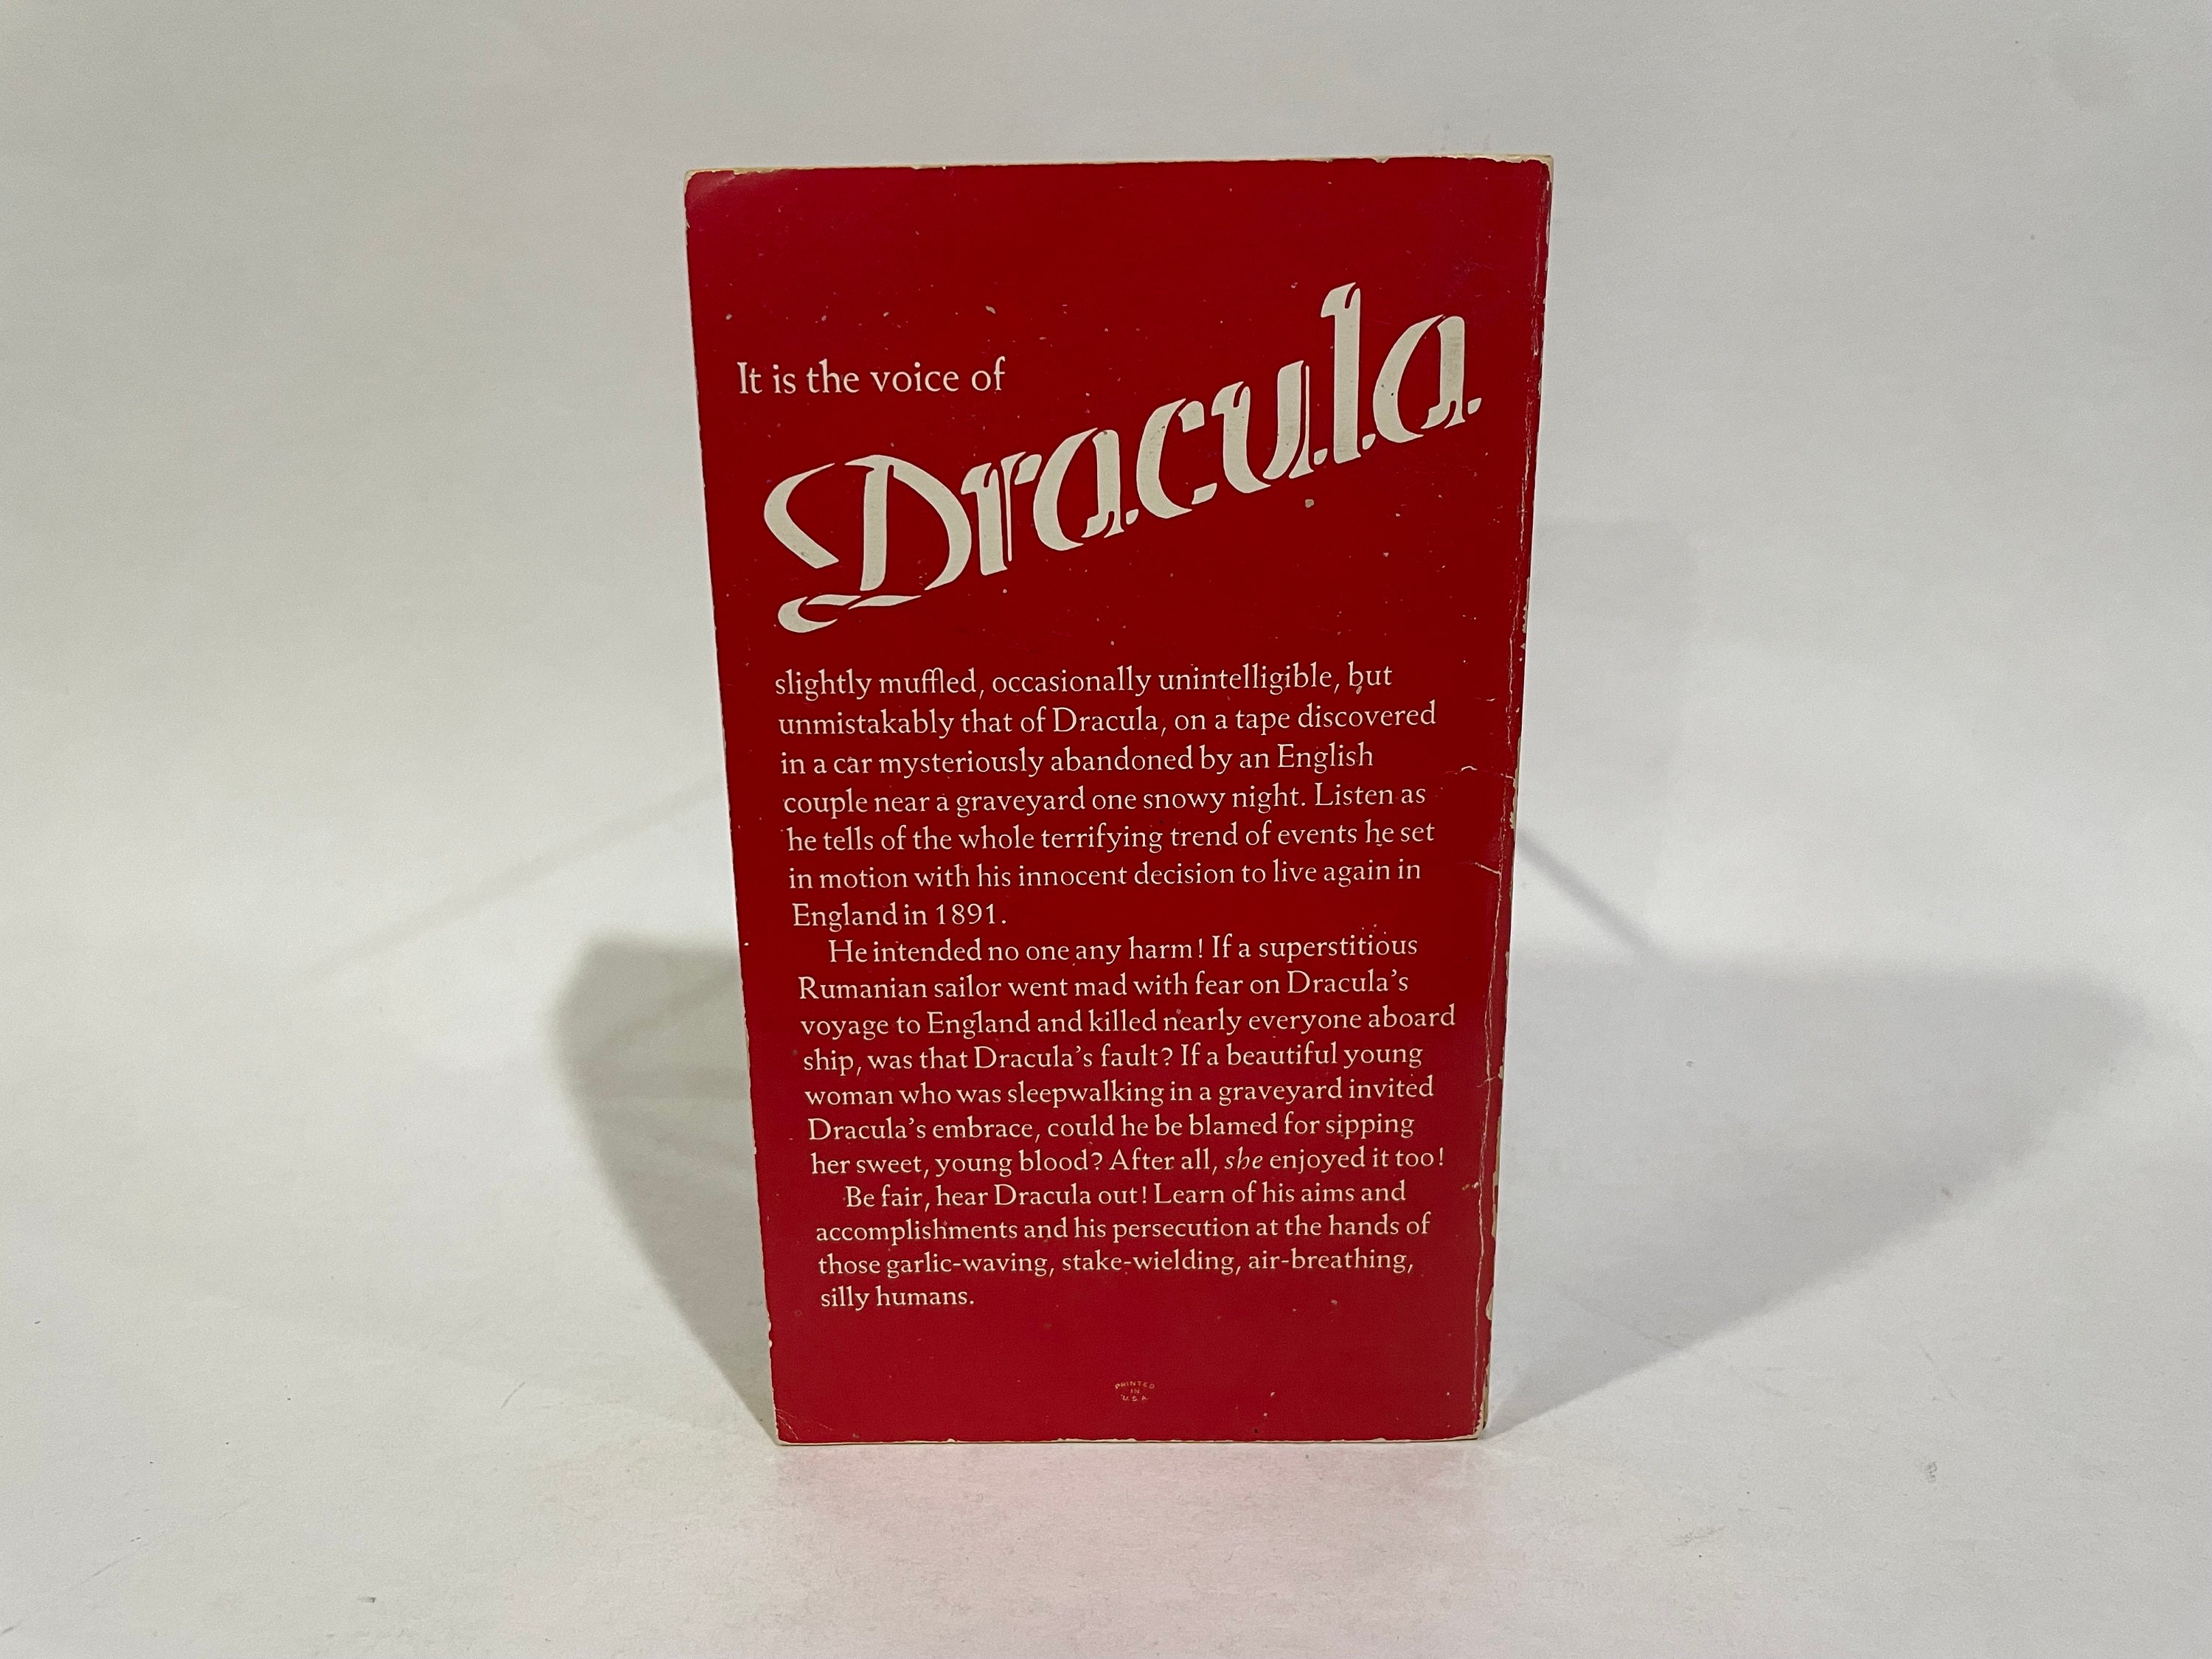 It is the voice of
Dracula
slightly muffled, occasionally unintelligible, but
unmistakably that of Dracula, on a tape discovered
in a car mysteriously abandoned by an English
couple near a graveyard one snowy night. Listen as
he tells of the whole terrifying trend of events he set
in motion with his innocent decision to live again in
England in 1891.
He intended no one any harm! If a superstitious
Rumanian sailor went mad with fear on Dracula's
voyage to England and killed nearly everyone aboard
ship, was that Dracula's fault? If a beautiful young
woman who was sleepwalking in a graveyard invited
Dracula's embrace, could he be blamed for sipping
her sweet, young blood? After all, she enjoyed it too!
Be fair, hear Dracula out! Learn of his aims and
accomplishments and his persecution at the hands of
those garlic-waving, stake-wielding, air-breathing,
silly humans.
PRINTED
IN
U.S.A.